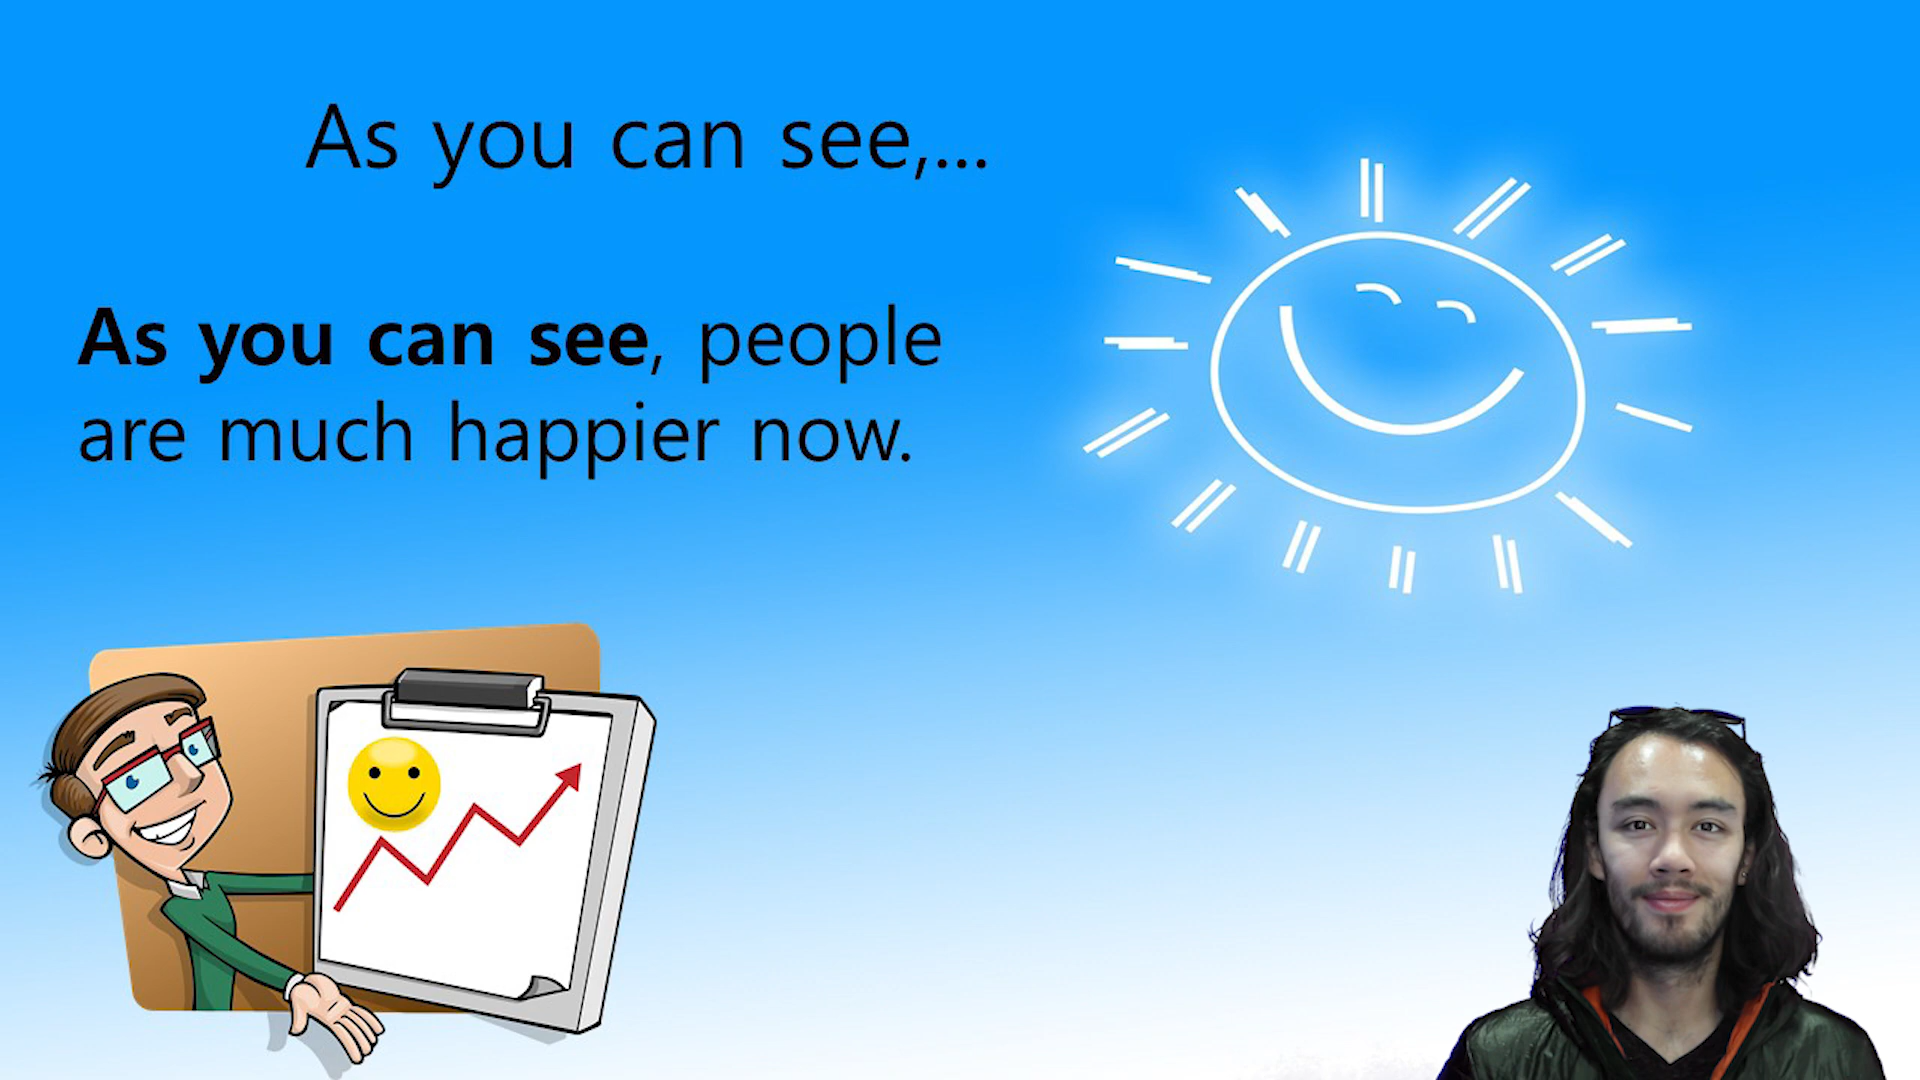 As you can see,...
As you can see, people
are much happier now.